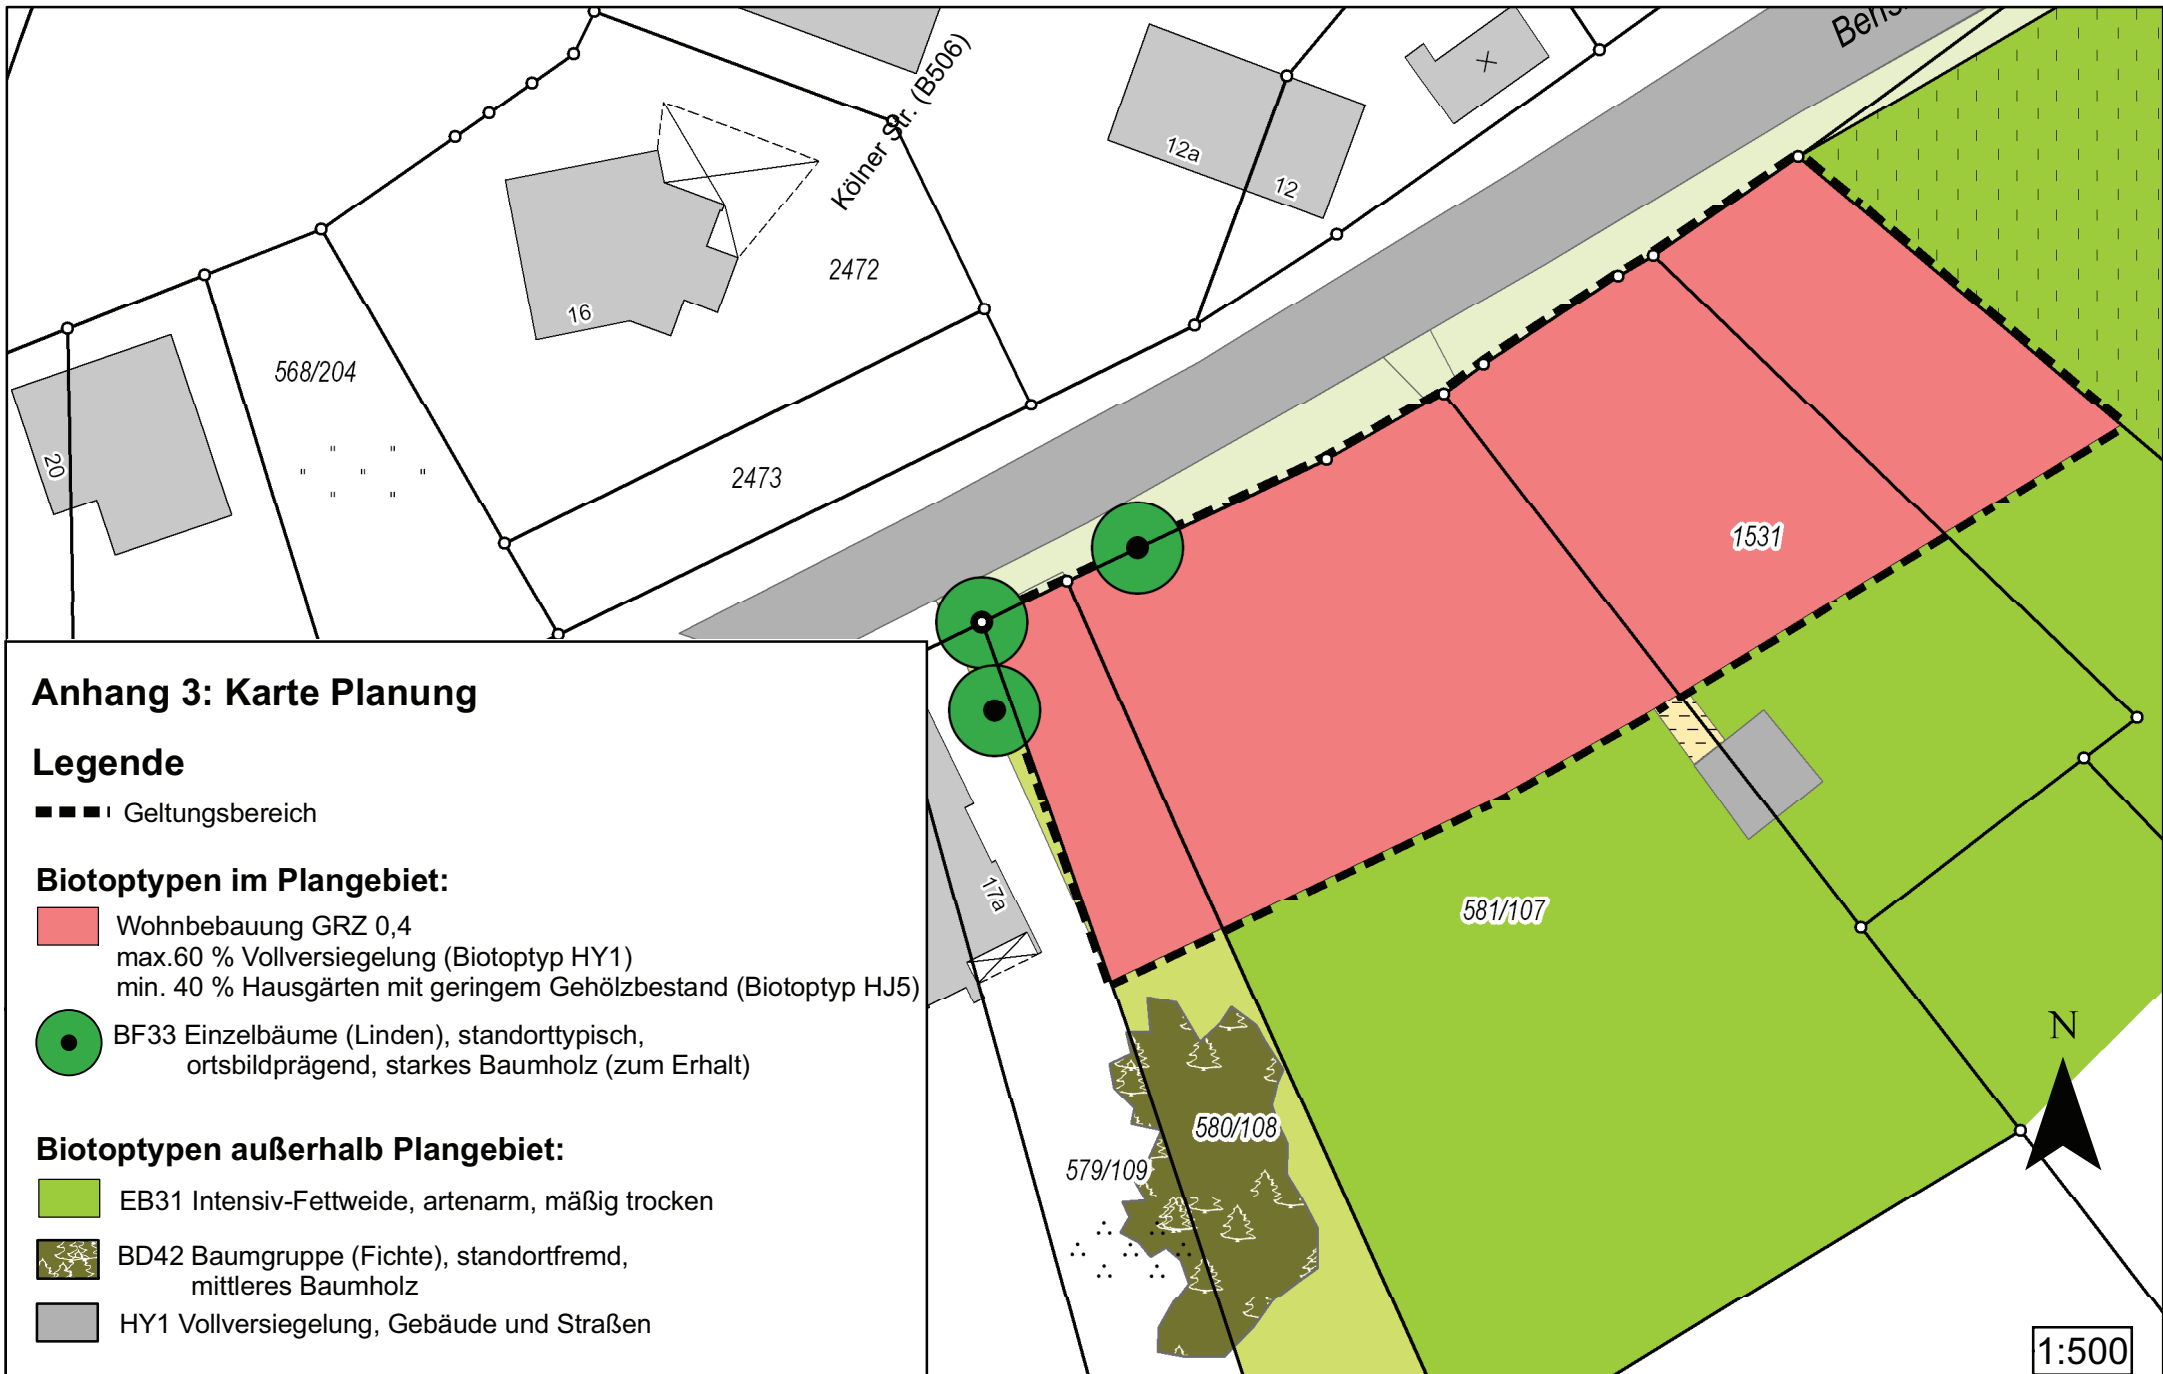 Kölner Str. (B506)
12a
12
16
2472
568/204
20
2473
1531
17a
581/107
580/108
579/109
N
1:500
Anhang 3: Karte Planung
Legende
Geltungsbereich
Biotoptypen im Plangebiet:
Wohnbebauung GRZ 0,4
max.60 % Vollversiegelung (Biotoptyp HY1)
min. 40 % Hausgärten mit geringem Gehölzbestand (Biotoptyp HJ5)
BF33 Einzelbäume (Linden), standorttypisch,
ortsbildprägend, starkes Baumholz (zum Erhalt)
Biotoptypen außerhalb Plangebiet:
EB31 Intensiv-Fettweide, artenarm, mäßig trocken
BD42 Baumgruppe (Fichte), standortfremd,
mittleres Baumholz
HY1 Vollversiegelung, Gebäude und Straßen